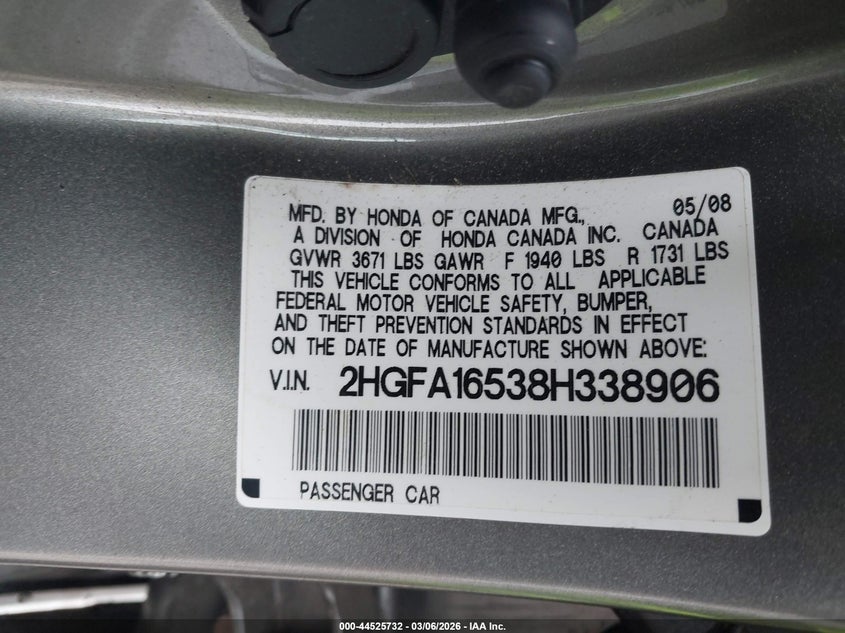 05/08
MFD. BY HONDA OF CANADA MFG.,
A DIVISION OF HONDA CANADA INC. CANADA
GVWR 3671 LBS GAWR F 1940 LBS R 1731 LBS
THIS VEHICLE CONFORMS TO ALL APPLICABLE
FEDERAL MOTOR VEHICLE SAFETY, BUMPER,
AND THEFT PREVENTION STANDARDS IN EFFECT
ON THE DATE OF MANUFACTURE SHOWN ABOVE:
V.I.N. 2HGFA16538H338906
PASSENGER CAR
000-44525732 - 03/06/2026 - IAA Inc.